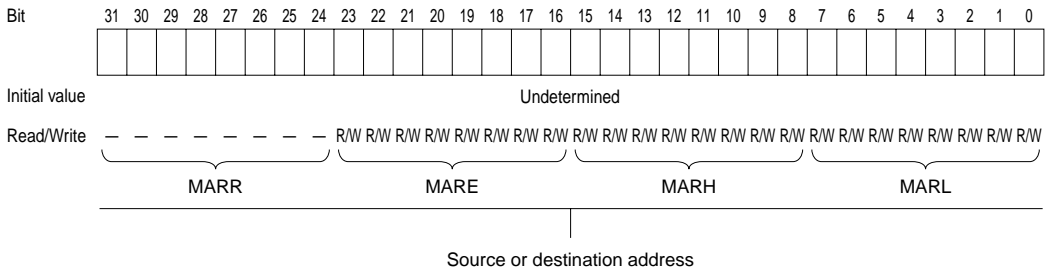 Bit 31 30 29 28 27 26 25 24 23 22 21 20 19 18 17 16 15 14 13 12 11 10 9 8 7 6 5 4 3 2 1 0
Initial value Undetermined
Read/Write — — — — — — — — R/W R/W R/W R/W R/W R/W R/W R/W R/W R/W R/W R/W R/W R/W R/W R/W R/W R/W R/W R/W R/W R/W R/W R/W
MARR MARE MARH MARL
Source or destination address